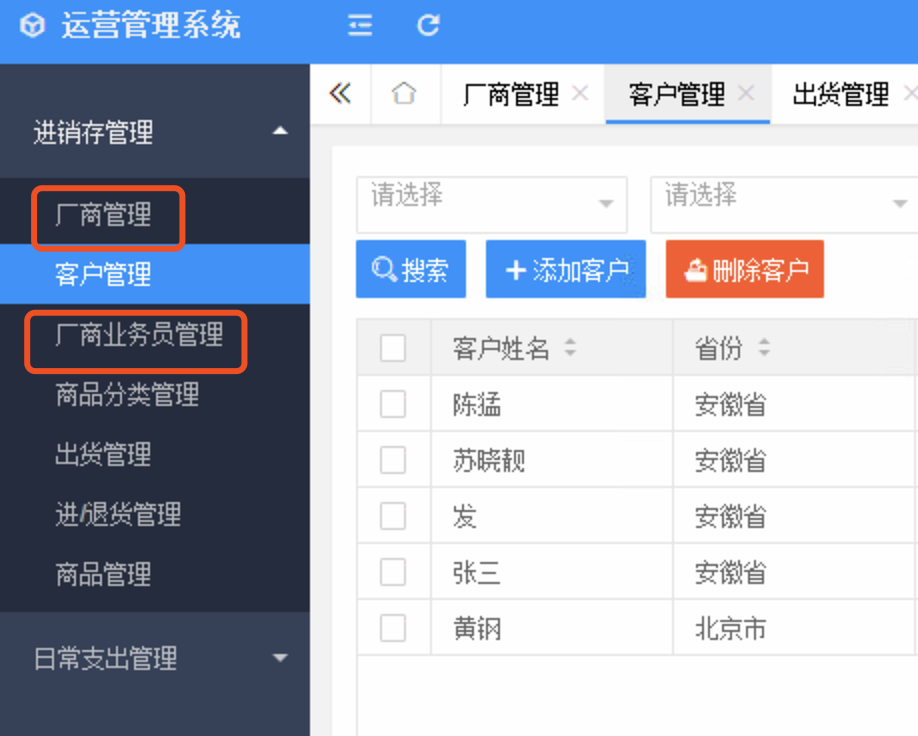 运营管理系统
进销存管理
厂商管理
客户管理
厂商业务员管理
商品分类管理
出货管理
进/退货管理
商品管理
日常支出管理
厂商管理 客户管理 出货管理
请选择 请选择
搜索 添加客户 删除客户
客户姓名 省份
陈猛 安徽省
苏晓靓 安徽省
发 安徽省
张三 安徽省
黄钢 北京市